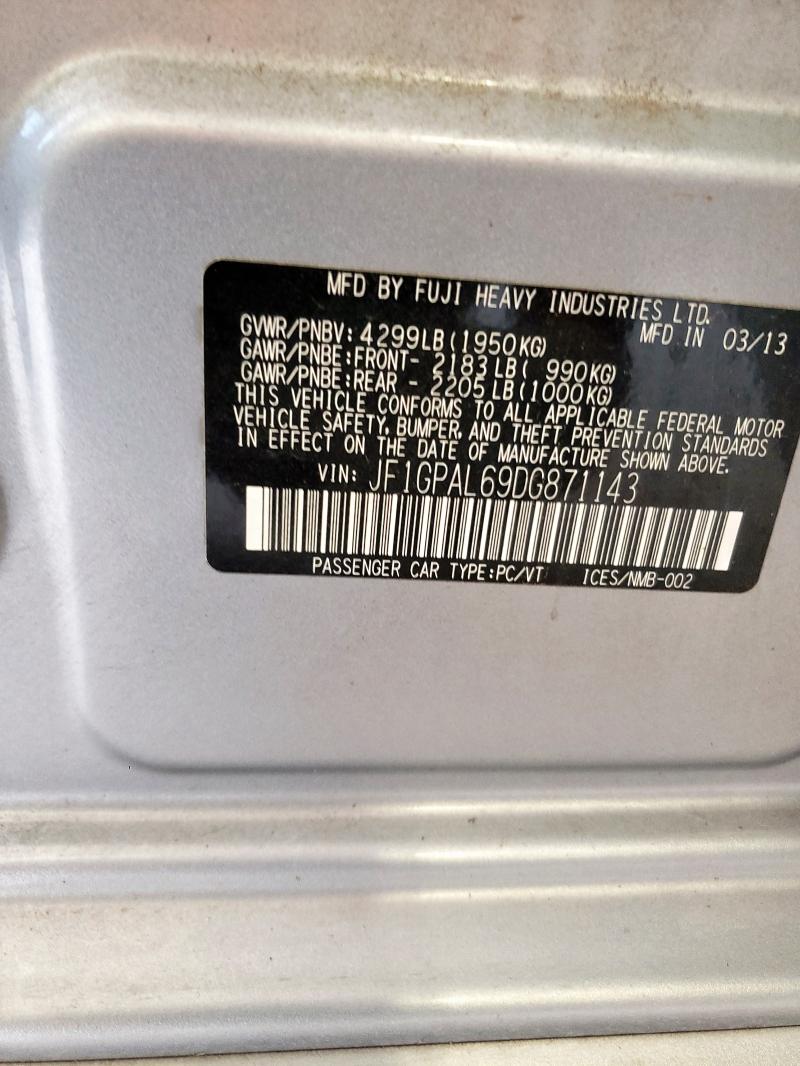 MFD BY FUJI HEAVY INDUSTRIES LTD.
MFD IN 03/13
GVWR/PNBV: 4299LB(1950KG)
GAWR/PNBE:FRONT- 2183LB( 990KG)
GAWR/PNBE:REAR - 2205LB(1000KG)
THIS VEHICLE CONFORMS TO ALL APPLICABLE FEDERAL MOTOR
VEHICLE SAFETY, BUMPER, AND THEFT PREVENTION STANDARDS
IN EFFECT ON THE DATE OF MANUFACTURE SHOWN ABOVE.
VIN: JF1GPAL69DG871143
PASSENGER CAR TYPE:PC/VT ICES/NMB-002